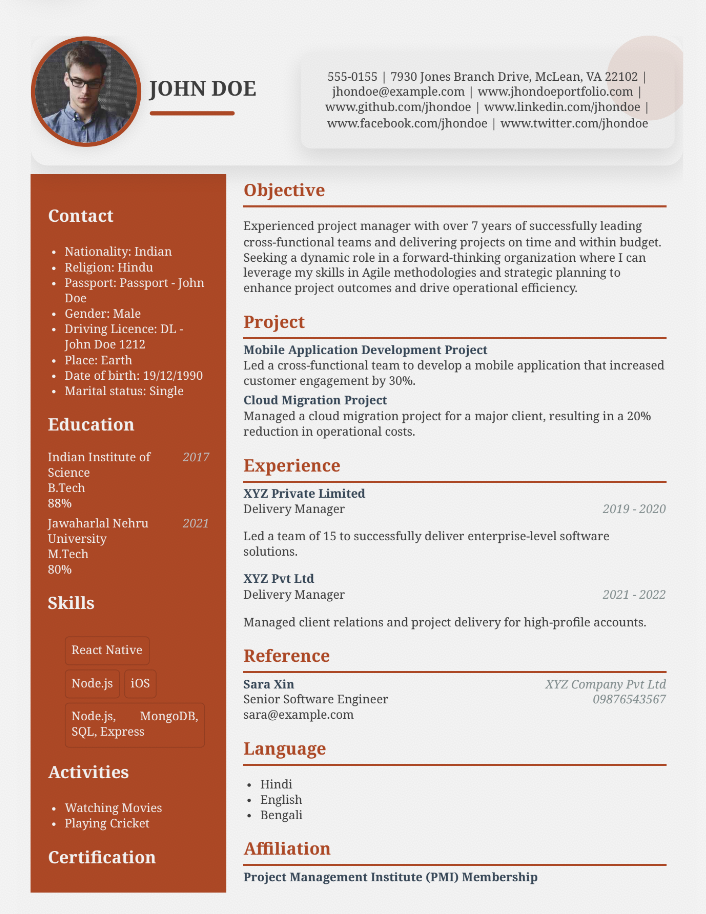 JOHN DOE
555-0155 | 7930 Jones Branch Drive, McLean, VA 22102 |
jhondoe@example.com | www.jhondoeportfolio.com |
www.github.com/jhondoe | www.linkedin.com/jhondoe |
www.facebook.com/jhondoe | www.twitter.com/jhondoe
Contact
• Nationality: Indian
• Religion: Hindu
• Passport: Passport - John
Doe
• Gender: Male
• Driving Licence: DL -
John Doe 1212
• Place: Earth
• Date of birth: 19/12/1990
• Marital status: Single
Education
Indian Institute of 2017
Science
B.Tech
88%
Jawaharlal Nehru 2021
University
M.Tech
80%
Skills
React Native
Node.js iOS
Node.js, MongoDB,
SQL, Express
Activities
• Watching Movies
• Playing Cricket
Certification
Objective
Experienced project manager with over 7 years of successfully leading
cross-functional teams and delivering projects on time and within budget.
Seeking a dynamic role in a forward-thinking organization where I can
leverage my skills in Agile methodologies and strategic planning to
enhance project outcomes and drive operational efficiency.
Project
Mobile Application Development Project
Led a cross-functional team to develop a mobile application that increased
customer engagement by 30%.
Cloud Migration Project
Managed a cloud migration project for a major client, resulting in a 20%
reduction in operational costs.
Experience
XYZ Private Limited
Delivery Manager 2019 - 2020
Led a team of 15 to successfully deliver enterprise-level software
solutions.
XYZ Pvt Ltd
Delivery Manager 2021 - 2022
Managed client relations and project delivery for high-profile accounts.
Reference
Sara Xin XYZ Company Pvt Ltd
Senior Software Engineer 09876543567
sara@example.com
Language
• Hindi
• English
• Bengali
Affiliation
Project Management Institute (PMI) Membership